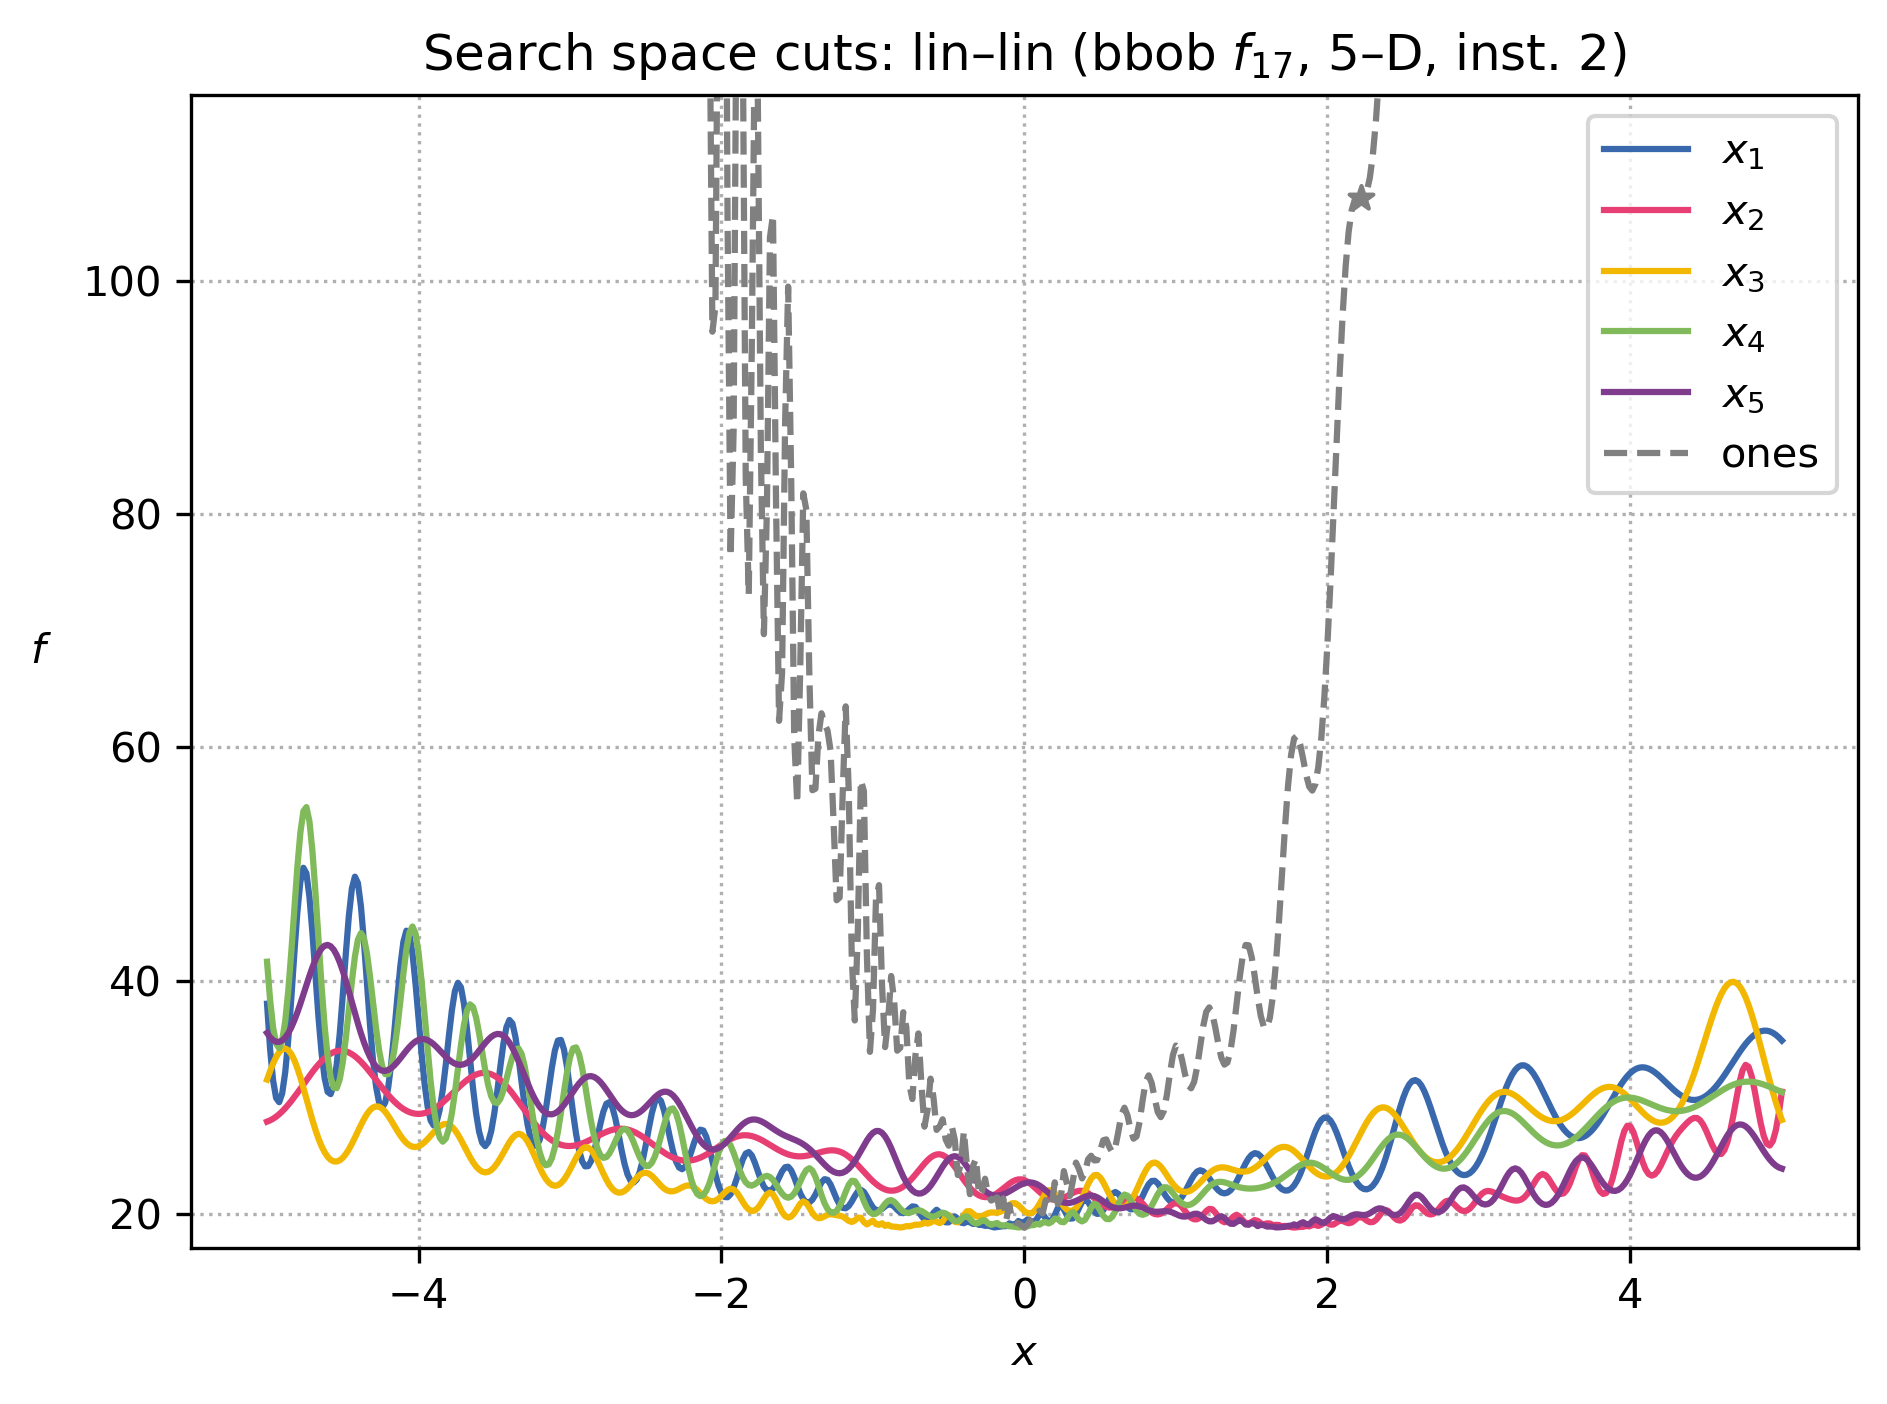 Search space cuts: lin–lin (bbob f₁₇, 5–D, inst. 2)
x₁
x₂
x₃
x₄
x₅
ones
f
100
80
60
40
20
−4 −2 0 2 4
x